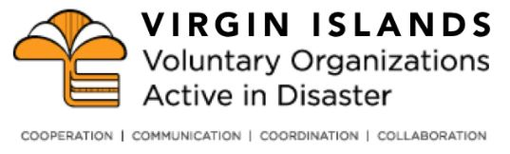 VIRGIN ISLANDS
Voluntary Organizations
Active in Disaster
COOPERATION | COMMUNICATION | COORDINATION | COLLABORATION